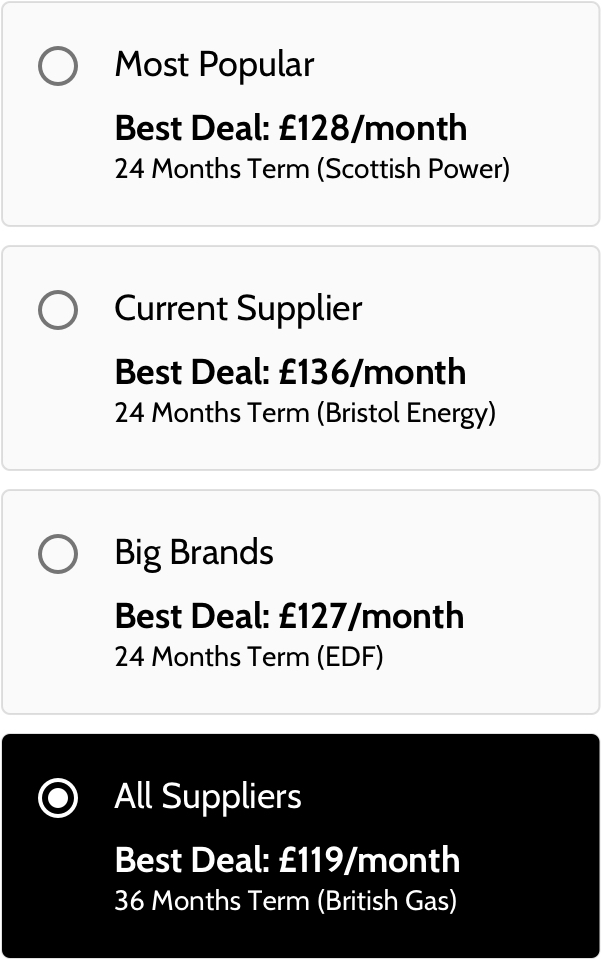 Most Popular
Best Deal: £128/month
24 Months Term (Scottish Power)
Current Supplier
Best Deal: £136/month
24 Months Term (Bristol Energy)
Big Brands
Best Deal: £127/month
24 Months Term (EDF)
All Suppliers
Best Deal: £119/month
36 Months Term (British Gas)